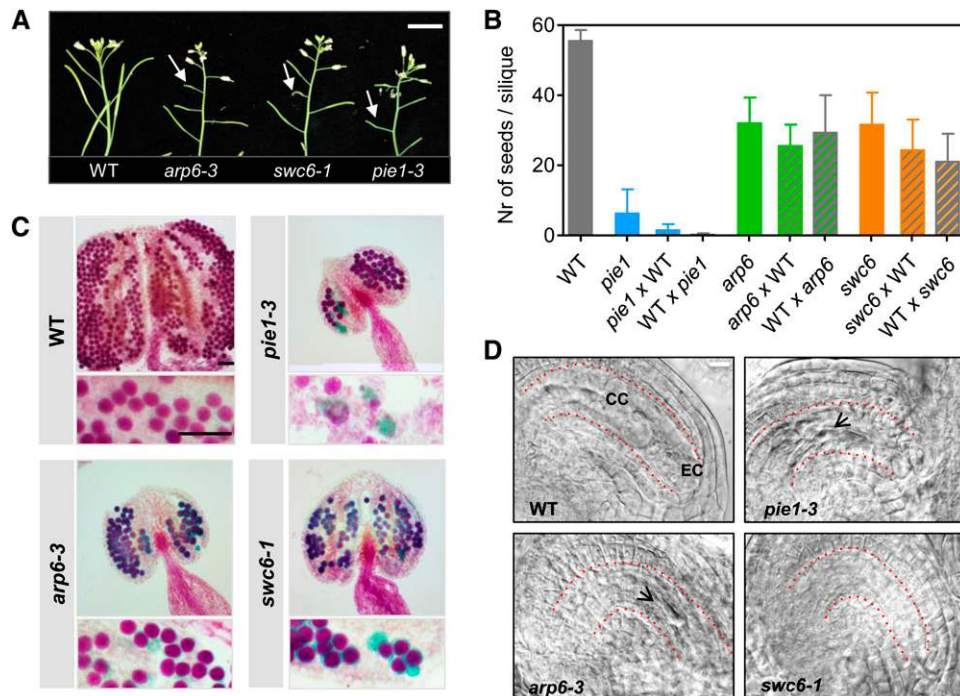 A
WT
arp6-3
swc6-1
pie1-3
B
Nr of seeds / silique
60
40
20
0
WT
pie1
pie1 x WT
WT x pie1
arp6
arp6 x WT
WT x arp6
swc6
swc6 x WT
WT x swc6
C
WT
pie1-3
arp6-3
swc6-1
D
CC
EC
WT
pie1-3
arp6-3
swc6-1